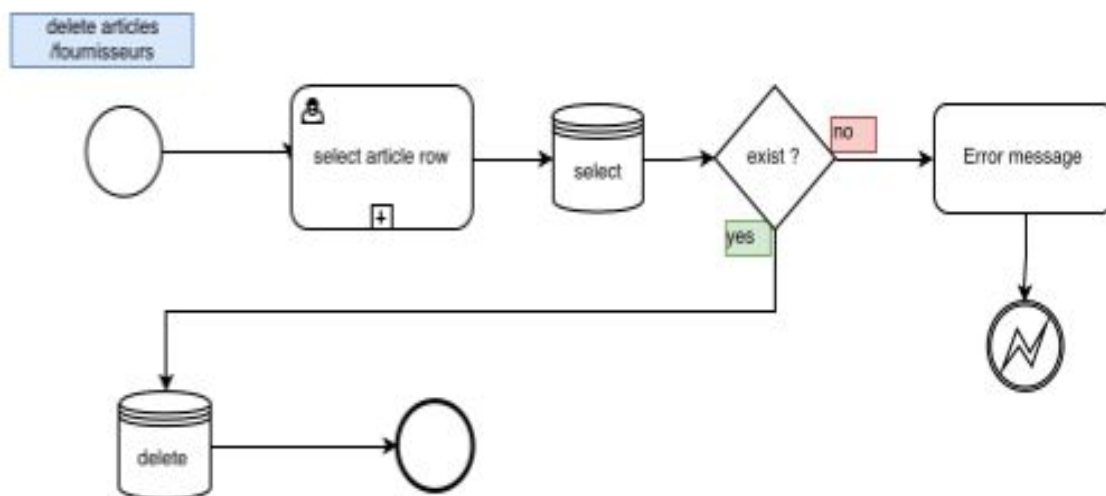 delete articles
/fournisseurs
select article row
select
exist ?
no
Error message
yes
delete